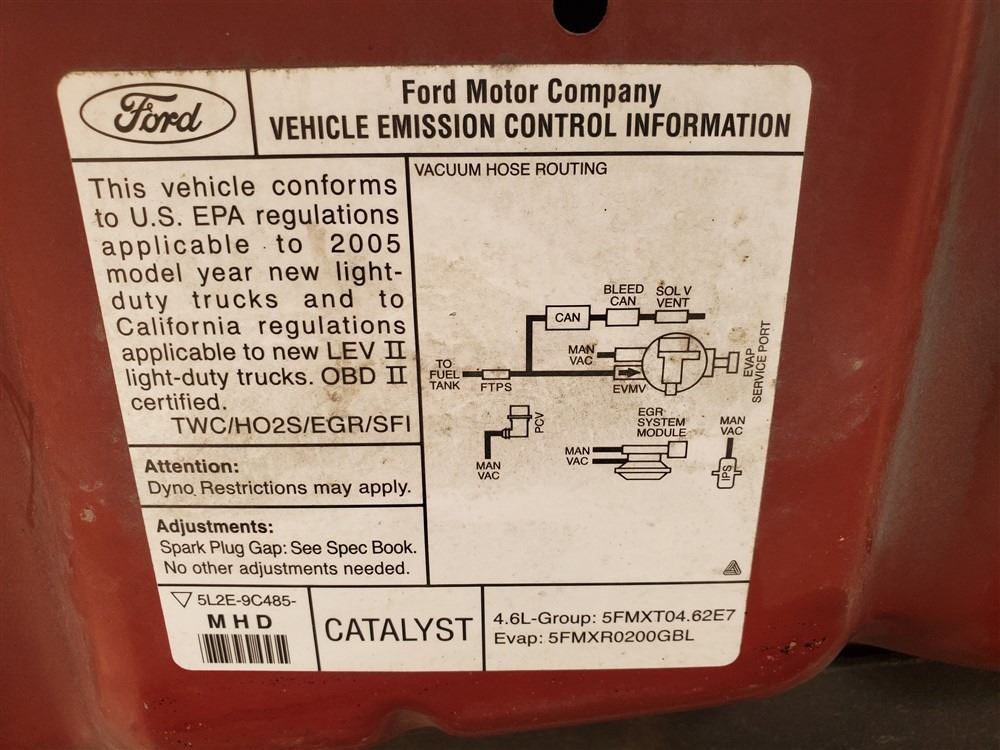 Ford
Ford Motor Company
VEHICLE EMISSION CONTROL INFORMATION
This vehicle conforms
to U.S. EPA regulations
applicable to 2005
model year new light-
duty trucks and to
California regulations
applicable to new LEV II
light-duty trucks. OBD II
certified.
TWC/HO2S/EGR/SFI
Attention:
Dyno Restrictions may apply.
Adjustments:
Spark Plug Gap: See Spec Book.
No other adjustments needed.
VACUUM HOSE ROUTING
BLEED
CAN
SOL V
VENT
CAN
MAN
VAC
TO
FUEL
TANK
FTPS
EVMV
EVAP
SERVICE PORT
PCV
MAN
VAC
EGR
SYSTEM
MODULE
MAN
VAC
MAN
VAC
IPS
5L2E-9C485-
MHD
CATALYST
4.6L-Group: 5FMXT04.62E7
Evap: 5FMXR0200GBL